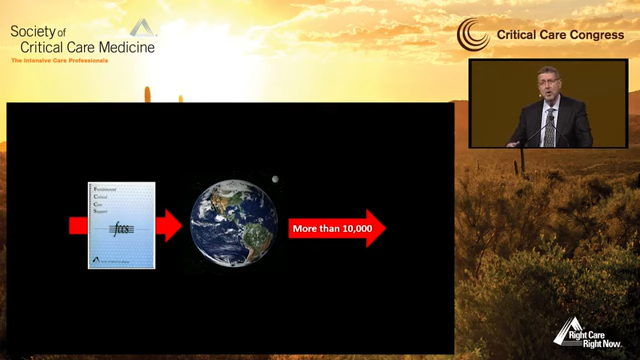 Society of
Critical Care Medicine
The Intensive Care Professionals
Critical Care Congress
Fundamental
Critical
Care
Support
fccs
More than 10,000
Right Care
Right Now